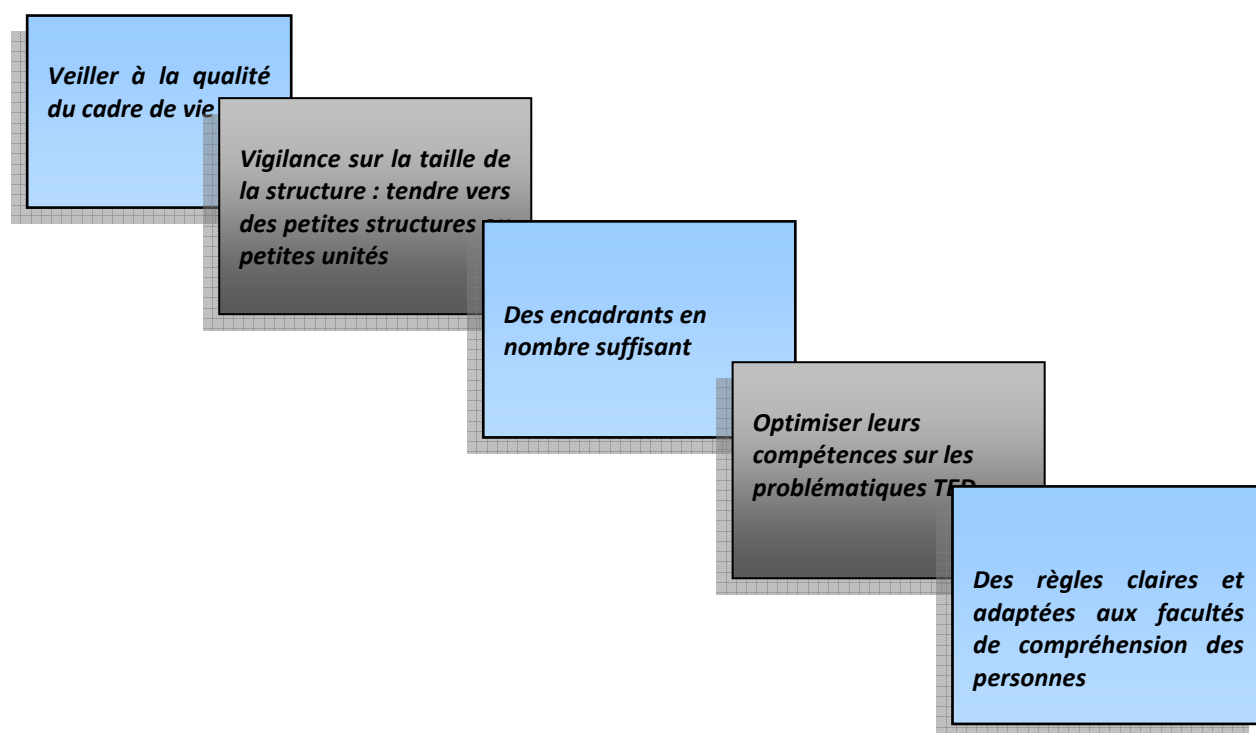 Veiller à la qualité
du cadre de vie
Vigilance sur la taille de
la structure : tendre vers
des petites structures
petites unités
Des encadrants en
nombre suffisant
Optimiser leurs
compétences sur les
problématiques TED
Des règles claires et
adaptées aux facultés
de compréhension des
personnes